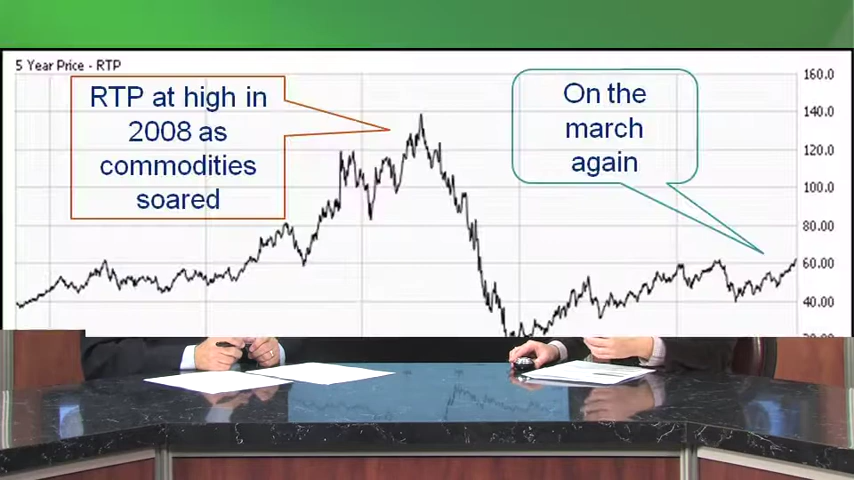 5 Year Price - RTP
RTP at high in
2008 as
commodities
soared
On the
march
again
160.0
140.0
120.0
100.0
80.00
60.00
40.00